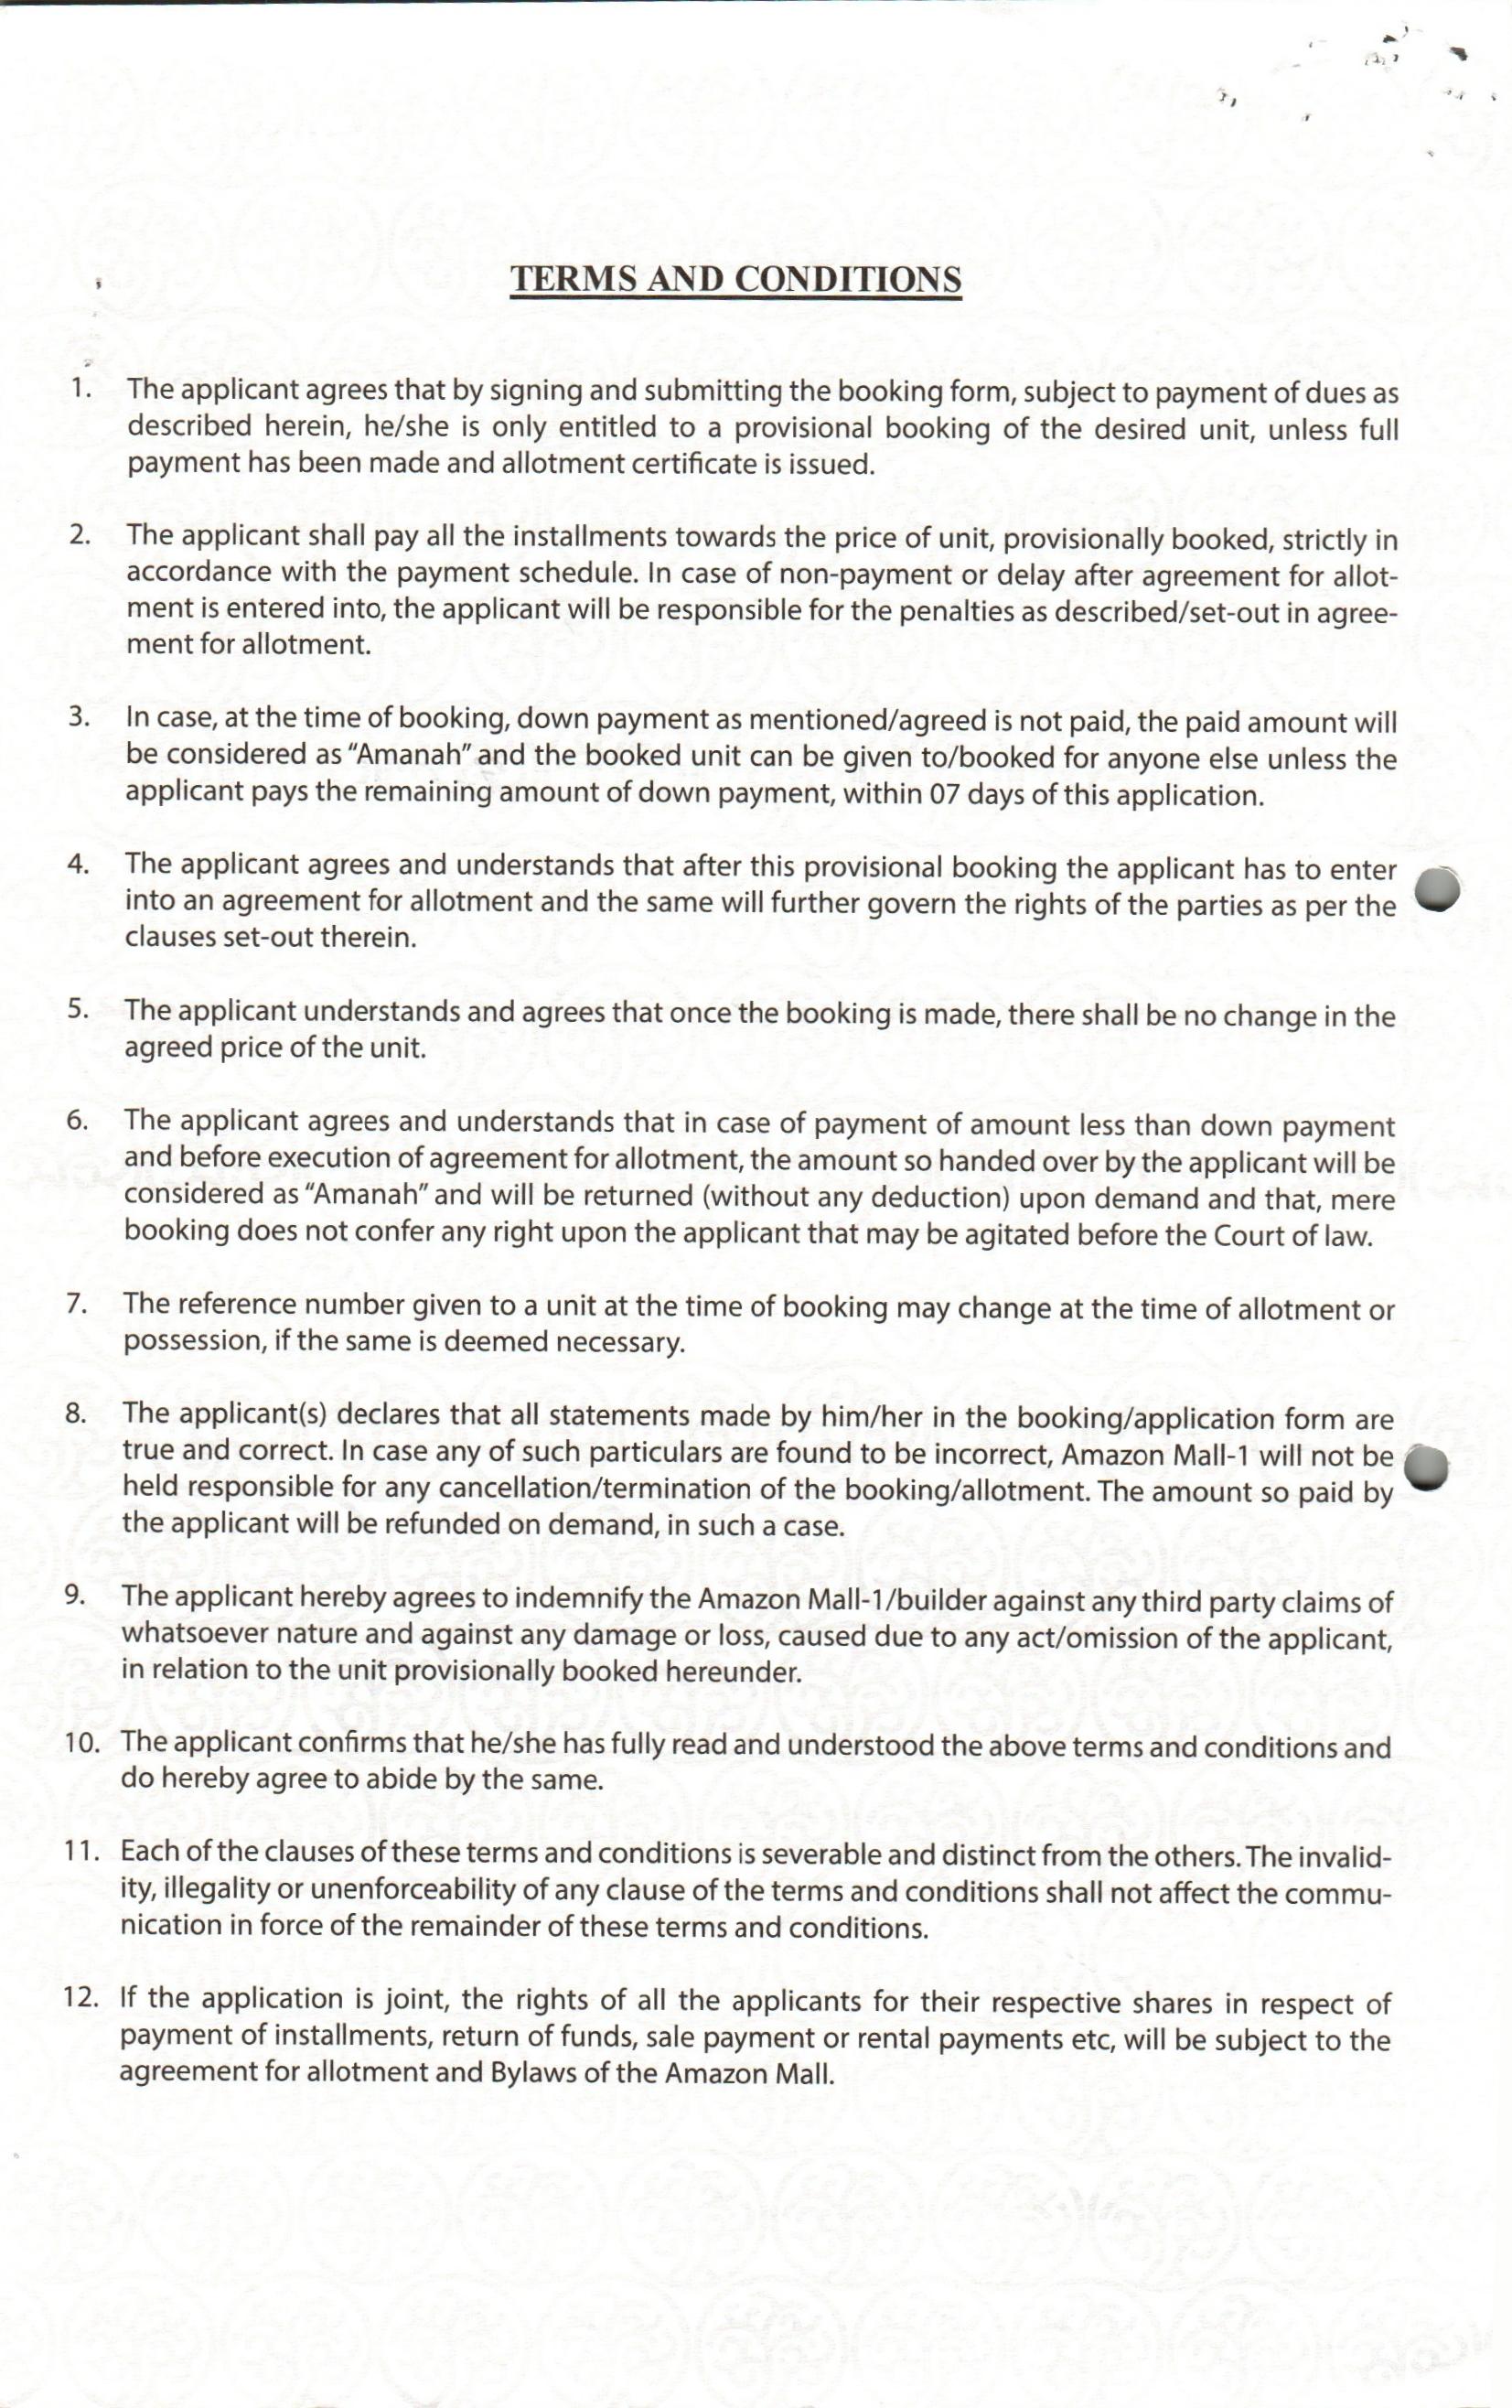 TERMS AND CONDITIONS
1. The applicant agrees that by signing and submitting the booking form, subject to payment of dues as
described herein, he/she is only entitled to a provisional booking of the desired unit, unless full
payment has been made and allotment certificate is issued.
2. The applicant shall pay all the installments towards the price of unit, provisionally booked, strictly in
accordance with the payment schedule. In case of non-payment or delay after agreement for allot-
ment is entered into, the applicant will be responsible for the penalties as described/set-out in agree-
ment for allotment.
3. In case, at the time of booking, down payment as mentioned/agreed is not paid, the paid amount will
be considered as "Amanah" and the booked unit can be given to/booked for anyone else unless the
applicant pays the remaining amount of down payment, within 07 days of this application.
4. The applicant agrees and understands that after this provisional booking the applicant has to enter
into an agreement for allotment and the same will further govern the rights of the parties as per the
clauses set-out therein.
5. The applicant understands and agrees that once the booking is made, there shall be no change in the
agreed price of the unit.
6. The applicant agrees and understands that in case of payment of amount less than down payment
and before execution of agreement for allotment, the amount so handed over by the applicant will be
considered as "Amanah" and will be returned (without any deduction) upon demand and that, mere
booking does not confer any right upon the applicant that may be agitated before the Court of law.
7. The reference number given to a unit at the time of booking may change at the time of allotment or
possession, if the same is deemed necessary.
8. The applicant(s) declares that all statements made by him/her in the booking/application form are
true and correct. In case any of such particulars are found to be incorrect, Amazon Mall-1 will not be
held responsible for any cancellation/termination of the booking/allotment. The amount so paid by
the applicant will be refunded on demand, in such a case.
9. The applicant hereby agrees to indemnify the Amazon Mall-1/builder against any third party claims of
whatsoever nature and against any damage or loss, caused due to any act/omission of the applicant,
in relation to the unit provisionally booked hereunder.
10. The applicant confirms that he/she has fully read and understood the above terms and conditions and
do hereby agree to abide by the same.
11. Each of the clauses of these terms and conditions is severable and distinct from the others. The invalid-
ity, illegality or unenforceability of any clause of the terms and conditions shall not affect the commu-
nication in force of the remainder of these terms and conditions.
12. If the application is joint, the rights of all the applicants for their respective shares in respect of
payment of installments, return of funds, sale payment or rental payments etc, will be subject to the
agreement for allotment and Bylaws of the Amazon Mall.